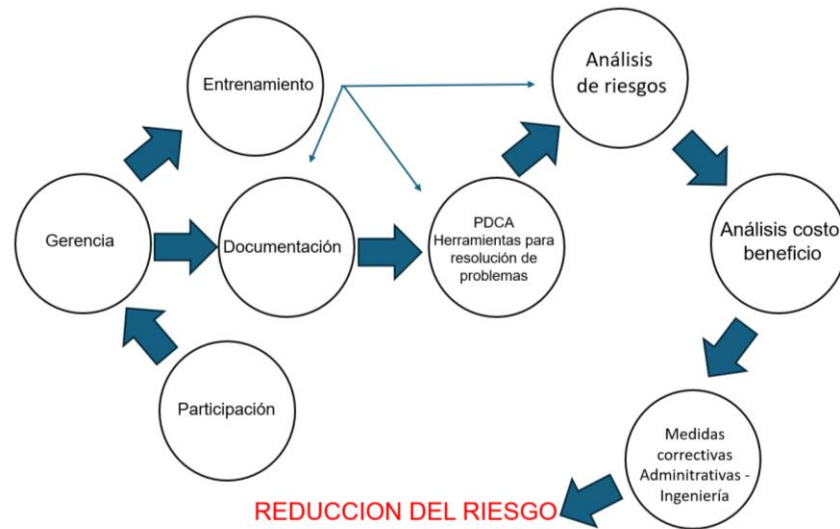 Entrenamiento
Análisis
de riesgos
Gerencia
Documentación
PDCA
Herramientas para
resolución de
problemas
Análisis costo
beneficio
Participación
Medidas
correctivas
Adminitrativas -
Ingeniería
REDUCCION DEL RIESGO